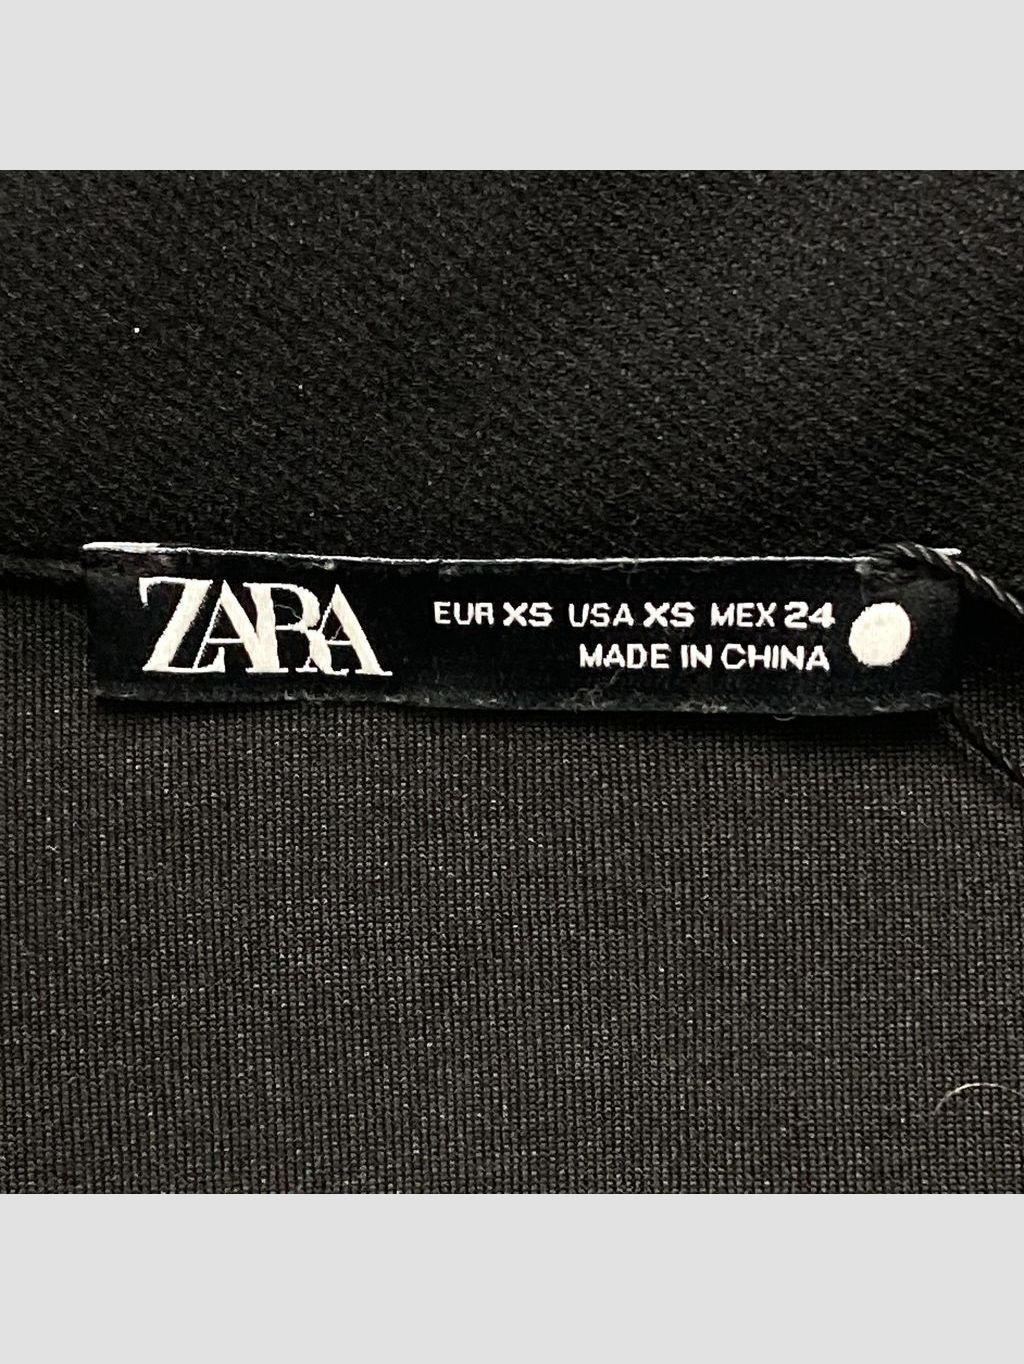 ZARA
EUR XS USA XS MEX 24
MADE IN CHINA